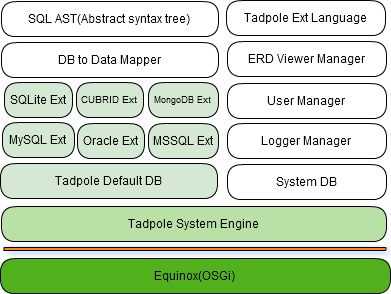 SQL AST(Abstract syntax tree)
Tadpole Ext Language
DB to Data Mapper
ERD Viewer Manager
SQLite Ext
CUBRID Ext
MongoDB Ext
User Manager
MySQL Ext
Oracle Ext
MSSQL Ext
Logger Manager
Tadpole Default DB
System DB
Tadpole System Engine
Equinox(OSGi)